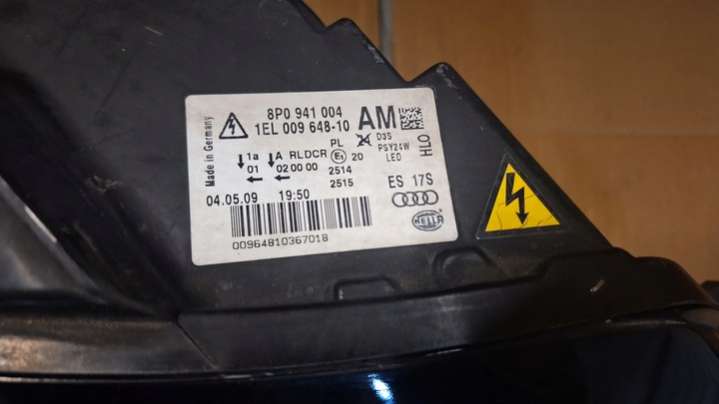 Made in Germany
8P0 941 004 AM
1EL 009 648-10
D3S
PSY24W
LED
HLO
PL
1a A RLDCR E1 20
01 02 00 00 2514
2515
ES 17S
04.05.09 19:50
HELLA
00964810367018